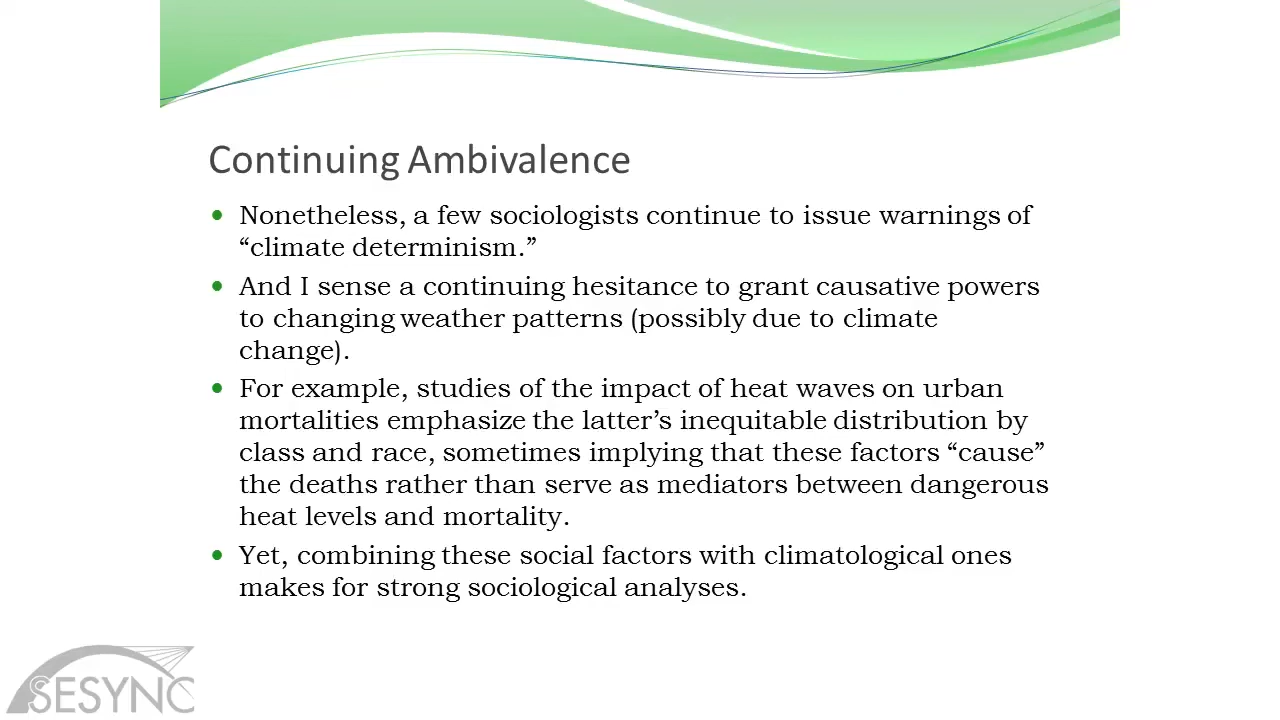 Continuing Ambivalence
• Nonetheless, a few sociologists continue to issue warnings of
“climate determinism.”
• And I sense a continuing hesitance to grant causative powers
to changing weather patterns (possibly due to climate
change).
• For example, studies of the impact of heat waves on urban
mortalities emphasize the latter’s inequitable distribution by
class and race, sometimes implying that these factors “cause”
the deaths rather than serve as mediators between dangerous
heat levels and mortality.
• Yet, combining these social factors with climatological ones
makes for strong sociological analyses.
SESYNC